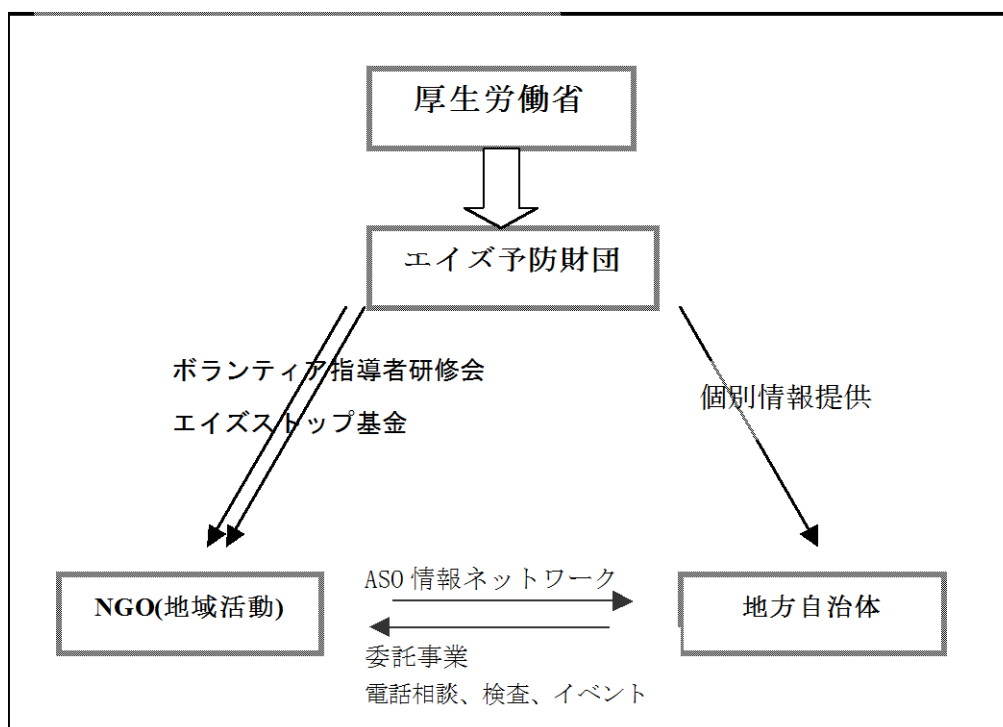 厚生労働省
エイズ予防財団
ボランティア指導者研修会
エイズストップ基金
個別情報提供
NGO(地域活動)
ASO 情報ネットワーク
地方自治体
委託事業
電話相談、検査、イベント